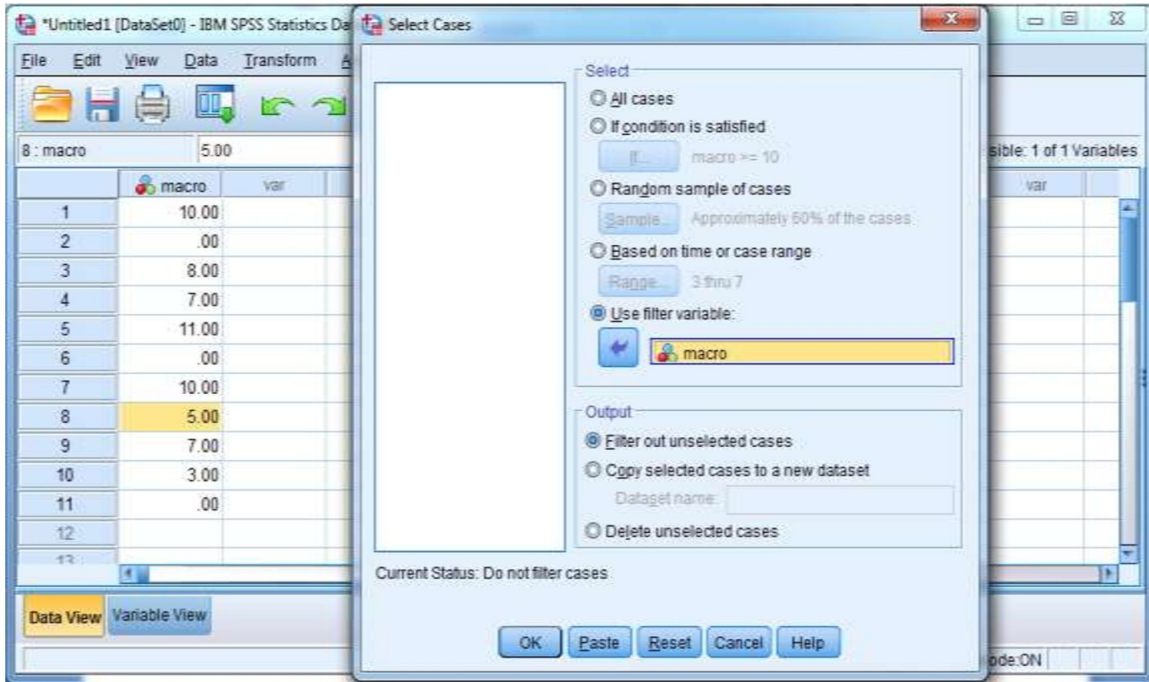 *Untitled1 [DataSet0] - IBM SPSS Statistics Da
File Edit View Data Transform A
8 : macro 5.00
sible: 1 of 1 Variables
macro var var
1 10.00
2 .00
3 8.00
4 7.00
5 11.00
6 .00
7 10.00
8 5.00
9 7.00
10 3.00
11 .00
12
13
Data View Variable View
ode:ON
Select Cases
Select
All cases
If condition is satisfied
If... macro >= 10
Random sample of cases
Sample... Approximately 60% of the cases
Based on time or case range
Range... 3 thru 7
Use filter variable:
macro
Output
Filter out unselected cases
Copy selected cases to a new dataset
Dataset name:
Delete unselected cases
Current Status: Do not filter cases
OK Paste Reset Cancel Help